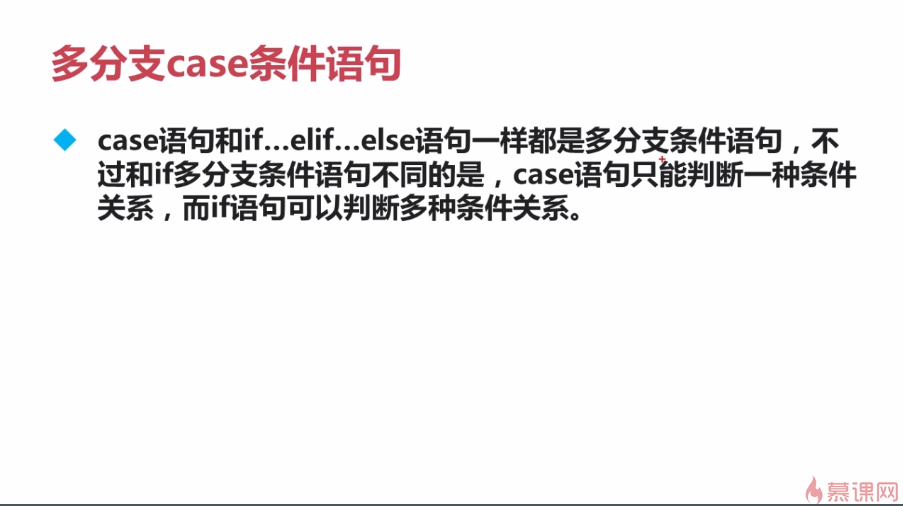 多分支case条件语句
case语句和if...elif...else语句一样都是多分支条件语句，不
过和if多分支条件语句不同的是，case语句只能判断一种条件
关系，而if语句可以判断多种条件关系。
慕课网